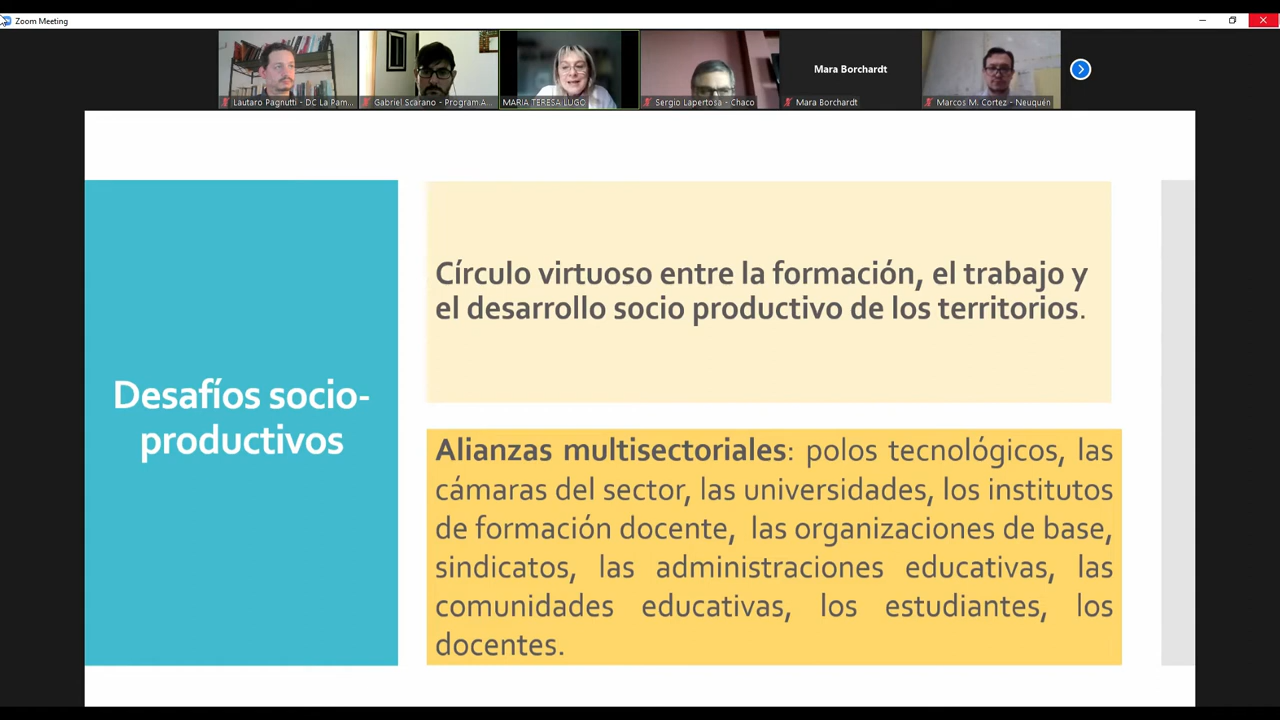 Zoom Meeting
Mara Borchardt
Lautaro Pagnutti - DC La Pam...
Gabriel Scarano - Program.A...
MARIA TERESA LUGO
Sergio Lapertosa - Chaco
Mara Borchardt
Marcos M. Cortez - Neuquén
Desafíos socio-
productivos
Círculo virtuoso entre la formación, el trabajo y
el desarrollo socio productivo de los territorios.
Alianzas multisectoriales: polos tecnológicos, las
cámaras del sector, las universidades, los institutos
de formación docente, las organizaciones de base,
sindicatos, las administraciones educativas, las
comunidades educativas, los estudiantes, los
docentes.